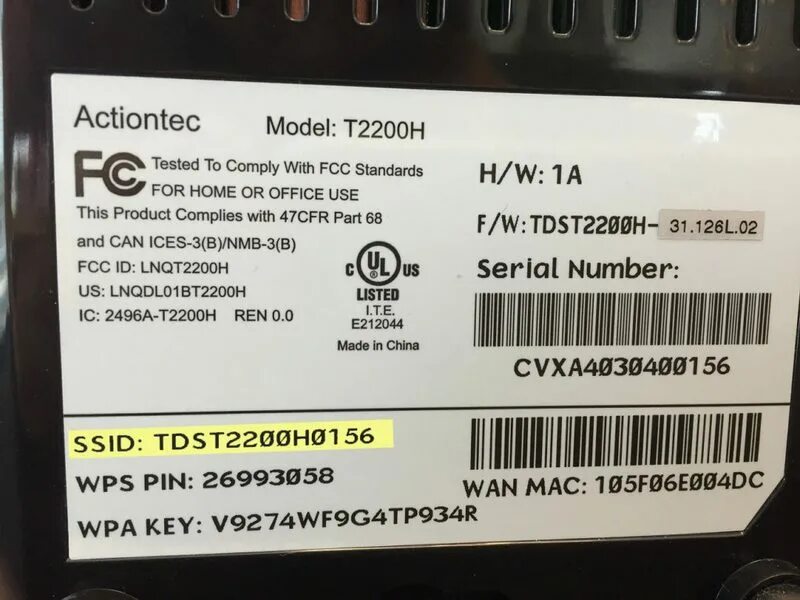 Actiontec
Model: T2200H
FC Tested To Comply With FCC Standards
FOR HOME OR OFFICE USE
This Product Complies with 47CFR Part 68
and CAN ICES-3(B)/NMB-3(B)
FCC ID: LNQT2200H
US: LNQDL01BT2200H
IC: 2496A-T2200H REN 0.0
C UL US
LISTED
I.T.E.
E212044
Made in China
H/W: 1A
F/W: TDST2200H-31.126L.02
Serial Number:
CVXA4030400156
SSID: TDST2200H0156
WPS PIN: 26993058
WPA KEY: V9274WF9G4TP934R
WAN MAC: 105F06E004DC